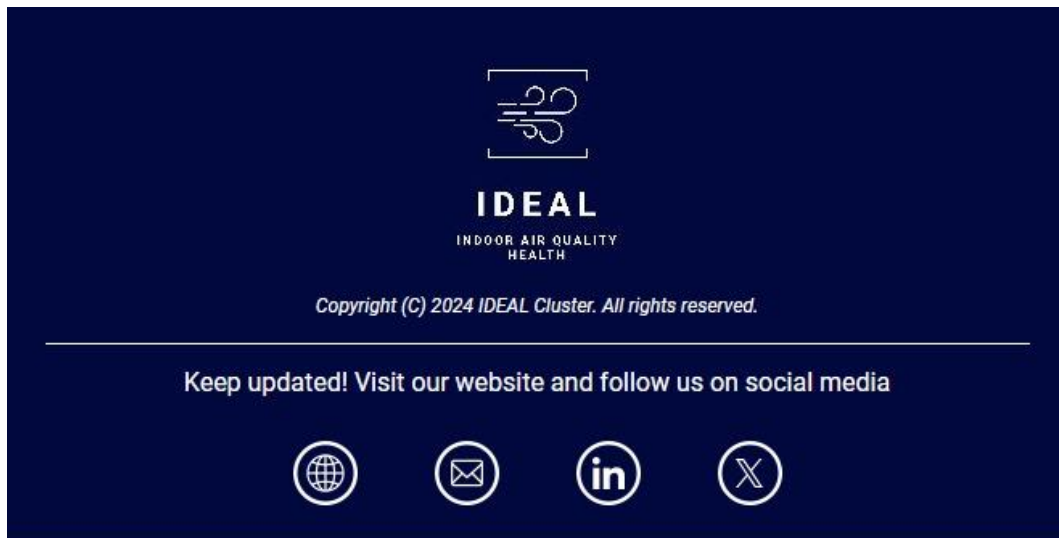 IDEAL
INDOOR AIR QUALITY
HEALTH
Copyright (C) 2024 IDEAL Cluster. All rights reserved.
Keep updated! Visit our website and follow us on social media
in
X